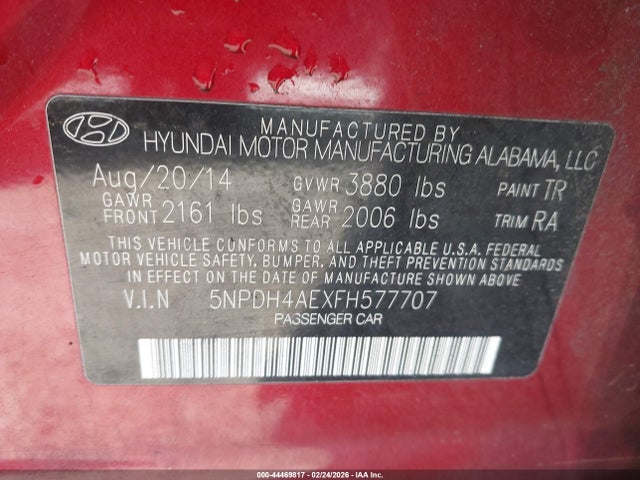 MANUFACTURED BY
HYUNDAI MOTOR MANUFACTURING ALABAMA, LLC
Aug/20/14 GVWR 3880 lbs PAINT TR
GAWR FRONT 2161 lbs GAWR REAR 2006 lbs TRIM RA
THIS VEHICLE CONFORMS TO ALL APPLICABLE U.S.A. FEDERAL
MOTOR VEHICLE SAFETY, BUMPER, AND THEFT PREVENTION STANDARDS
IN EFFECT ON THE DATE OF MANUFACTURE SHOWN ABOVE.
V.I.N 5NPDH4AEXFH577707
PASSENGER CAR
000-44469817 - 02/24/2026 - IAA Inc.